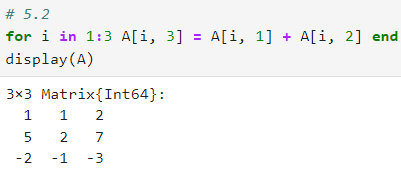 # 5.2
for i in 1:3 A[i, 3] = A[i, 1] + A[i, 2] end
display(A)
3×3 Matrix{Int64}:
  1   1   2
  5   2   7
 -2  -1  -3